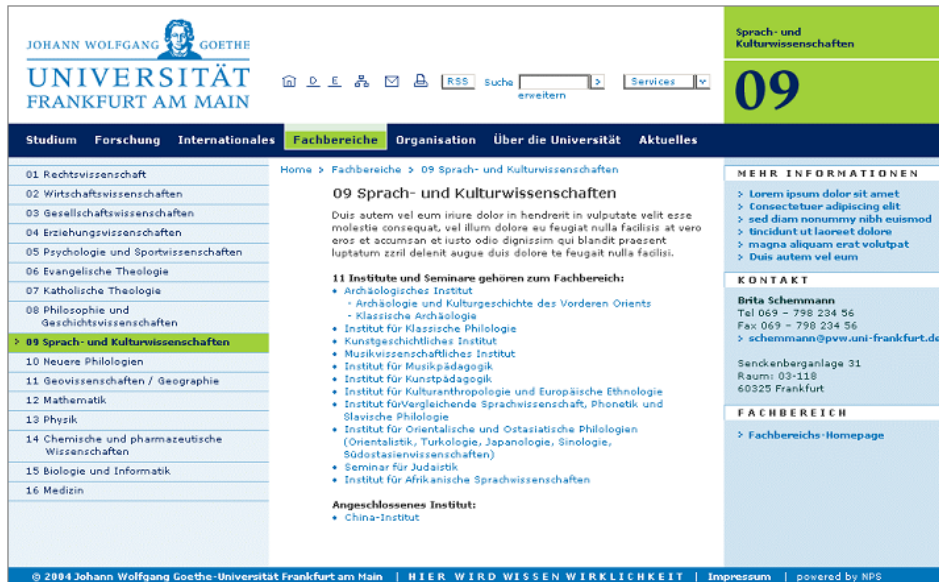 JOHANN WOLFGANG GOETHE
UNIVERSITÄT
FRANKFURT AM MAIN
D E RSS Suche > Services
erweitern
Sprach- und
Kulturwissenschaften
09
Studium Forschung Internationales Fachbereiche Organisation Über die Universität Aktuelles
01 Rechtswissenschaft
02 Wirtschaftswissenschaften
03 Gesellschaftswissenschaften
04 Erziehungsvissenschaften
05 Psychologie und Sportwissenschaften
06 Evangelische Theologie
07 Katholische Theologie
08 Philosophie und
Geschichtsvissenschaften
> 09 Sprach- und Kulturwissenschaften
10 Neuere Philologien
11 Geovissenschaften / Geographie
12 Mathematik
13 Physik
14 Chemische und pharmazeutische
Wissenschaften
15 Biologie und Informatik
16 Medizin
Home > Fachbereiche > 09 Sprach- und Kulturwissenschaften
09 Sprach- und Kulturwissenschaften
Duis autem vel eum iriure dolor in hendrerit in vulputate velit esse
molestie consequat, vel illum dolore eu feugiat nulla facilisis at vero
eros et accumsan et iusto odio dignissim qui blandit praesent
luptatum zzril delenit augue duis dolore te feugait nulla facilisi.
11 Institute und Seminare gehören zum Fachbereich:
• Archäologisches Institut
- Archäologie und Kulturgeschichte des Vorderen Orients
- Klassische Archäologie
• Institut für Klassische Philologie
• Kunstgeschichtliches Institut
• Musikwissenschaftliches Institut
• Institut für Musikpädagogik
• Institut für Kunstpädagogik
• Institut für Kulturanthropologie und Europäische Ethnologie
• Institut fürVergleichende Sprachwissenschaft, Phonetik und
Slavische Philologie
• Institut für Orientalische und Ostasiatische Philologien
(Orientalistik, Turkologie, Japanologie, Sinologie,
Südostasienwissenschaften)
• Seminar für Judaistik
• Institut für Afrikanische Sprachwissenschaften
Angeschlossenes Institut:
• China-Institut
MEHR INFORMATIONEN
> Lorem ipsum dolor sit amet
> Consectetuer adipiscing elit
> sed diam nonummy nibh euismod
> tincidunt ut laoreet dolore
> magna aliquam erat volutpat
> Duis autem vel eum
KONTAKT
Brita Schemmann
Tel 069 – 798 234 56
Fax 069 – 798 234 56
> schemmann@pvw.uni-frankfurt.de
Senckenberganlage 31
Raum: 03-118
60325 Frankfurt
FACHBEREICH
> Fachbereichs-Homepage
© 2004 Johann Wolfgang Goethe-Universität Frankfurt am Main | HIER WIRD WISSEN WIRKLICHKEIT | Impressum | powered by NPS